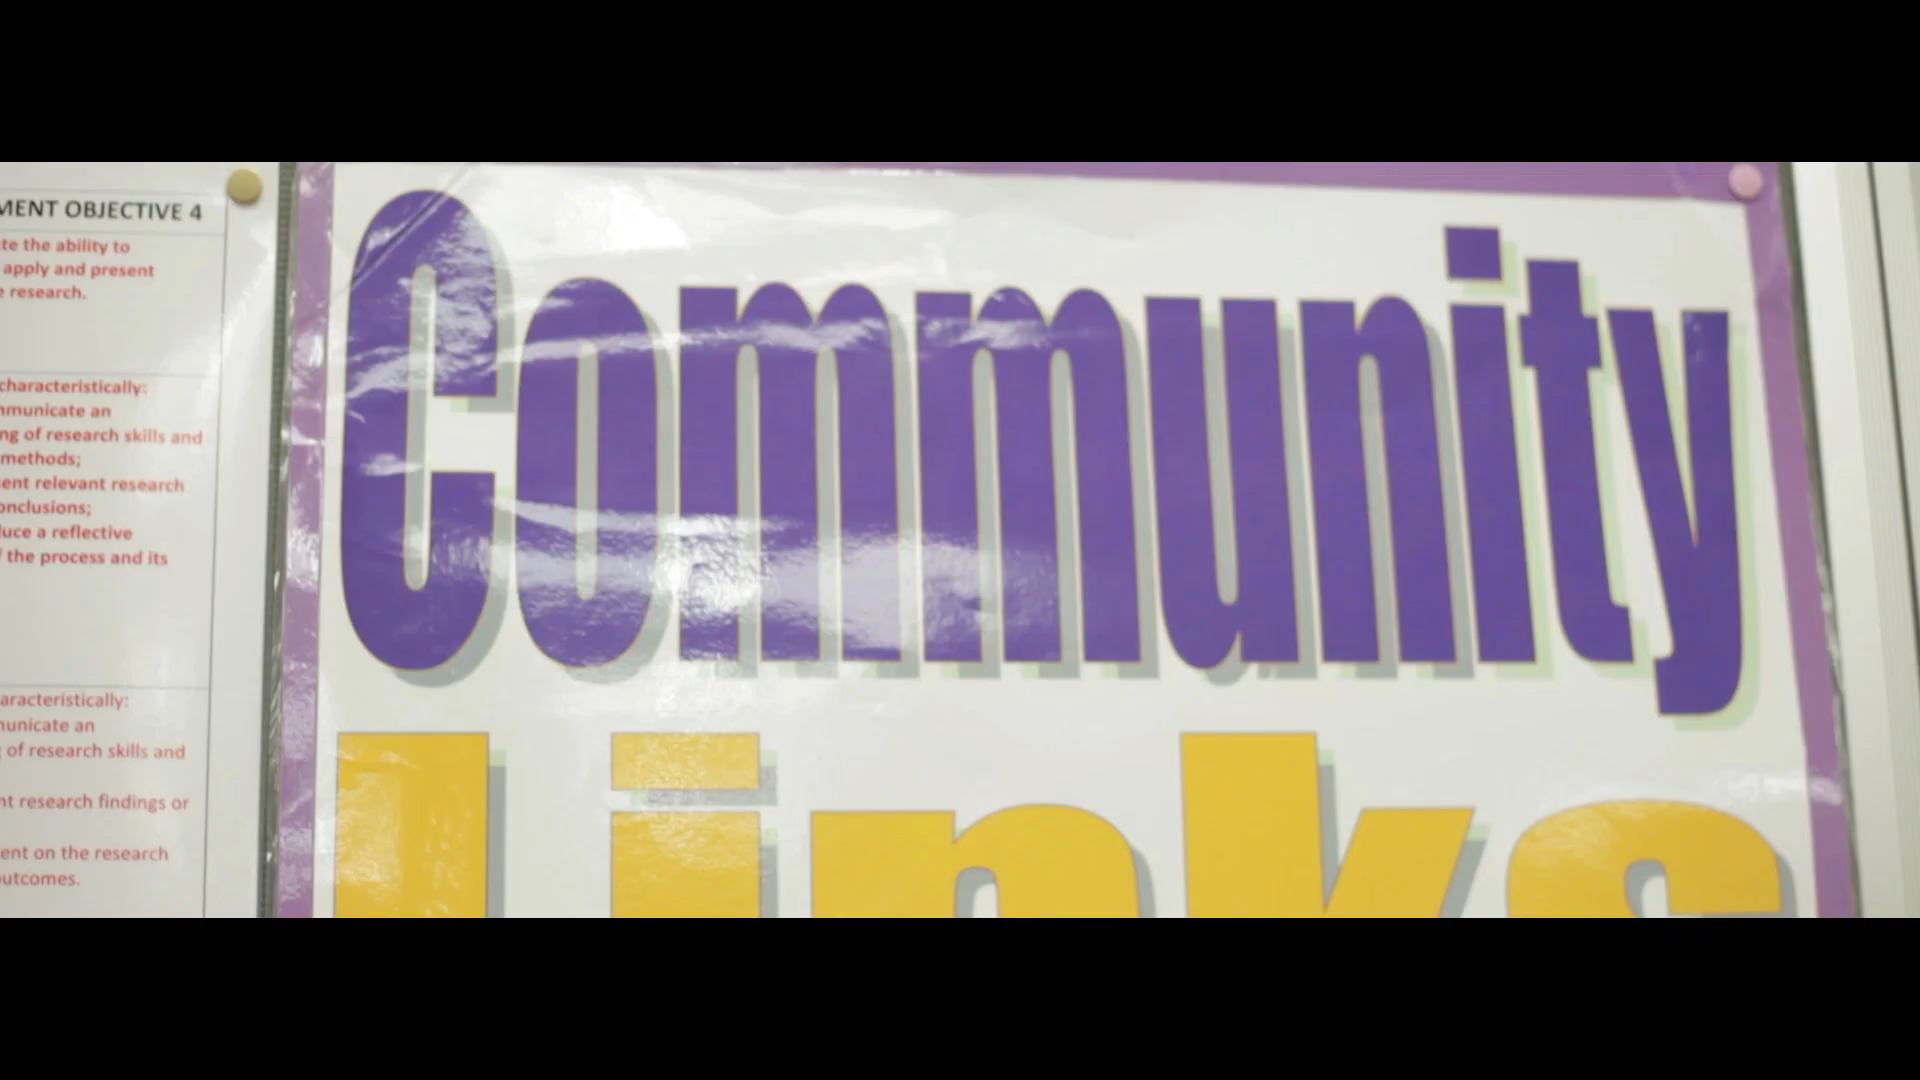 MENT OBJECTIVE 4
te the ability to
apply and present
e research.
characteristically:
mmunicate an
ng of research skills and
methods;
ent relevant research
onclusions;
luce a reflective
f the process and its
aracteristically:
municate an
g of research skills and
nt research findings or
ent on the research
outcomes.
Community
Links